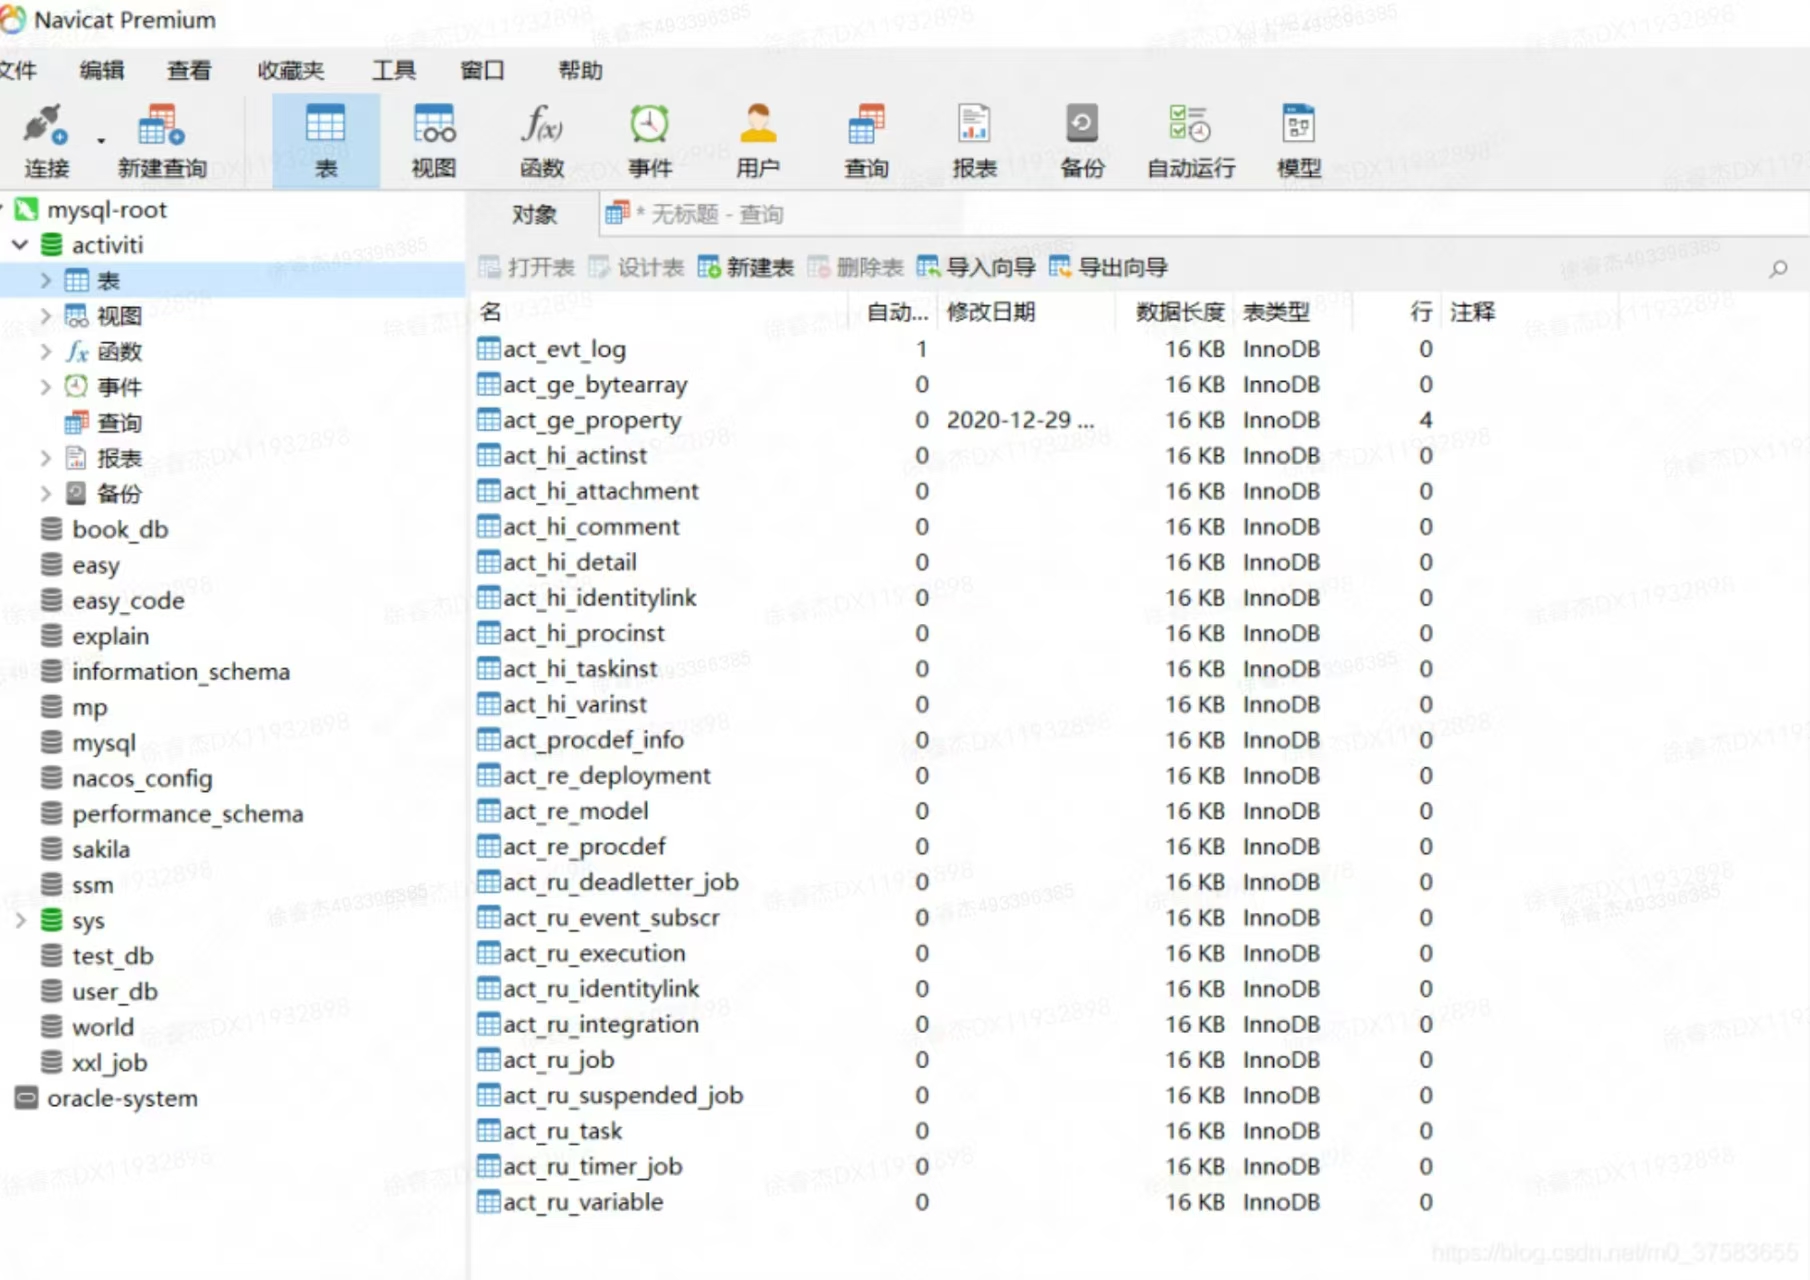 Navicat Premium
文件 编辑 查看 收藏夹 工具 窗口 帮助
连接 新建查询 表 视图 函数 事件 用户 查询 报表 备份 自动运行 模型
mysql-root
activiti
表
视图
函数
事件
查询
报表
备份
book_db
easy
easy_code
explain
information_schema
mp
mysql
nacos_config
performance_schema
sakila
ssm
sys
test_db
user_db
world
xxl_job
oracle-system
对象 * 无标题 - 查询
打开表 设计表 新建表 删除表 导入向导 导出向导
名 自动... 修改日期 数据长度 表类型 行 注释
act_evt_log 1 16 KB InnoDB 0
act_ge_bytearray 0 16 KB InnoDB 0
act_ge_property 0 2020-12-29 ... 16 KB InnoDB 4
act_hi_actinst 0 16 KB InnoDB 0
act_hi_attachment 0 16 KB InnoDB 0
act_hi_comment 0 16 KB InnoDB 0
act_hi_detail 0 16 KB InnoDB 0
act_hi_identitylink 0 16 KB InnoDB 0
act_hi_procinst 0 16 KB InnoDB 0
act_hi_taskinst 0 16 KB InnoDB 0
act_hi_varinst 0 16 KB InnoDB 0
act_procdef_info 0 16 KB InnoDB 0
act_re_deployment 0 16 KB InnoDB 0
act_re_model 0 16 KB InnoDB 0
act_re_procdef 0 16 KB InnoDB 0
act_ru_deadletter_job 0 16 KB InnoDB 0
act_ru_event_subscr 0 16 KB InnoDB 0
act_ru_execution 0 16 KB InnoDB 0
act_ru_identitylink 0 16 KB InnoDB 0
act_ru_integration 0 16 KB InnoDB 0
act_ru_job 0 16 KB InnoDB 0
act_ru_suspended_job 0 16 KB InnoDB 0
act_ru_task 0 16 KB InnoDB 0
act_ru_timer_job 0 16 KB InnoDB 0
act_ru_variable 0 16 KB InnoDB 0
https://blog.csdn.net/m0_37583655